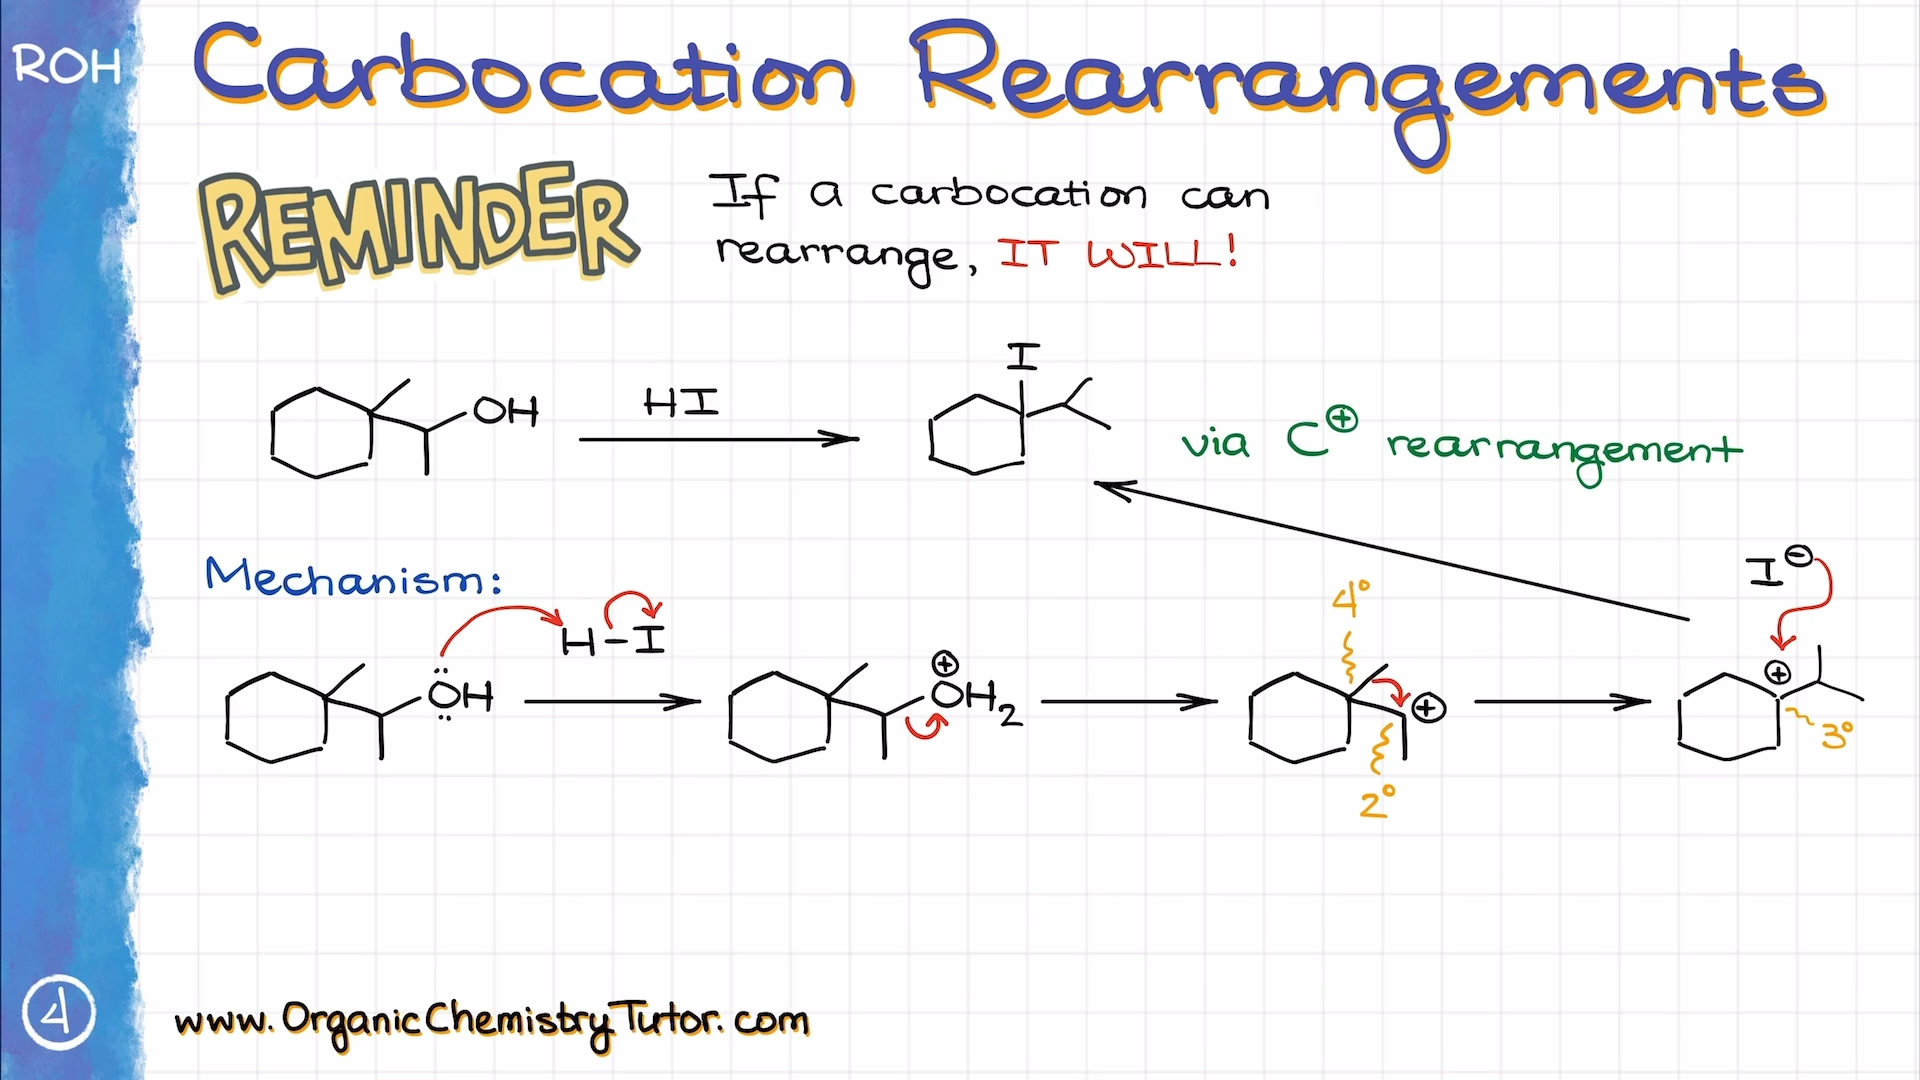 ROH
Carbocation Rearrangements
REMINDER
If a carbocation can
rearrange, IT WILL!
OH
HI
I
via C⊕ rearrangement
Mechanism:
H-I
ÖH
⊕
OH₂
4°
⊕
2°
I⊖
⊕
3°
4
www.OrganicChemistryTutor.com